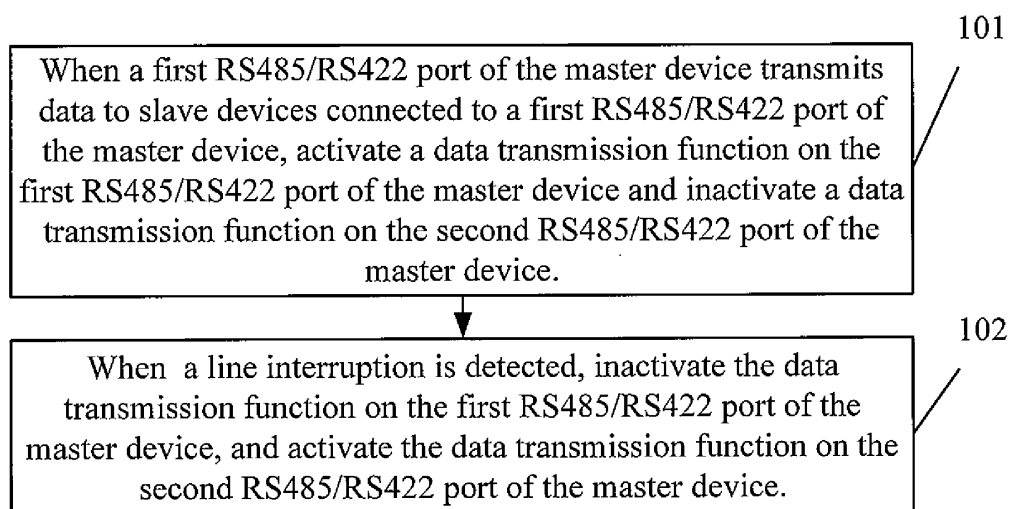 101
When a first RS485/RS422 port of the master device transmits
data to slave devices connected to a first RS485/RS422 port of
the master device, activate a data transmission function on the
first RS485/RS422 port of the master device and inactivate a data
transmission function on the second RS485/RS422 port of the
master device.
102
When a line interruption is detected, inactivate the data
transmission function on the first RS485/RS422 port of the
master device, and activate the data transmission function on the
second RS485/RS422 port of the master device.